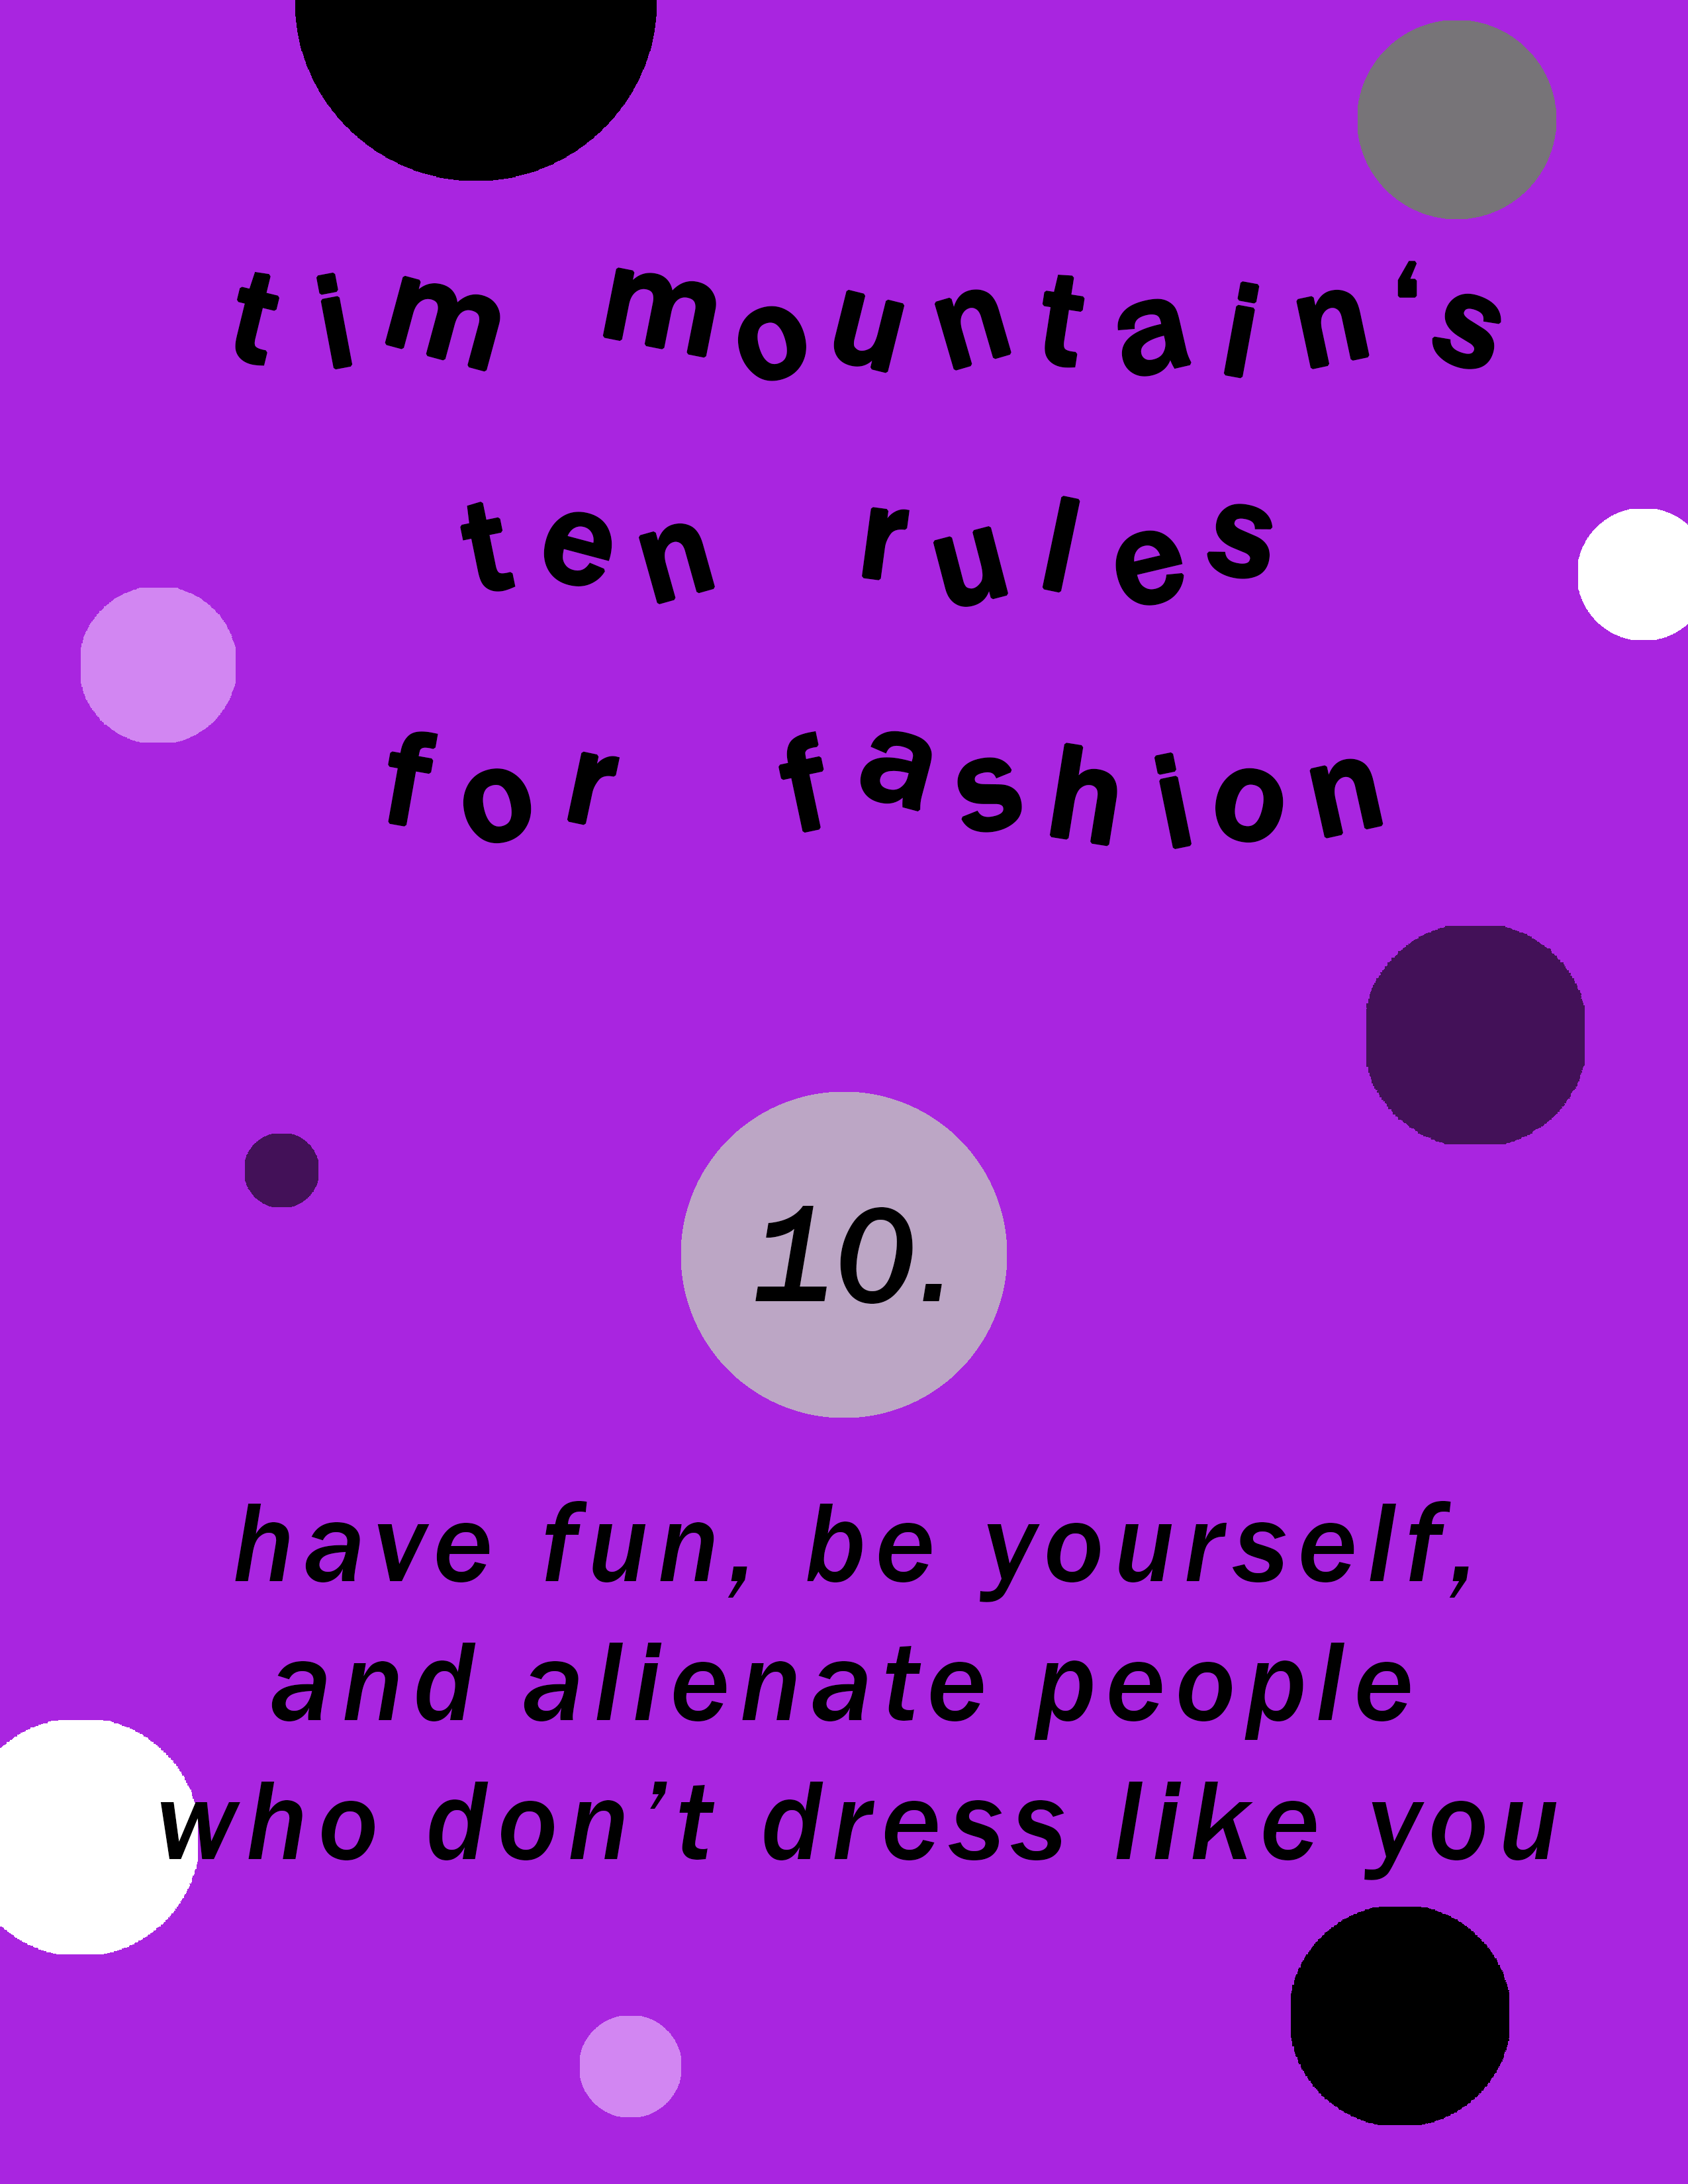 tim mountain‘s
ten rules
for fashion
10.
have fun, be yourself,
and alienate people
who don’t dress like you